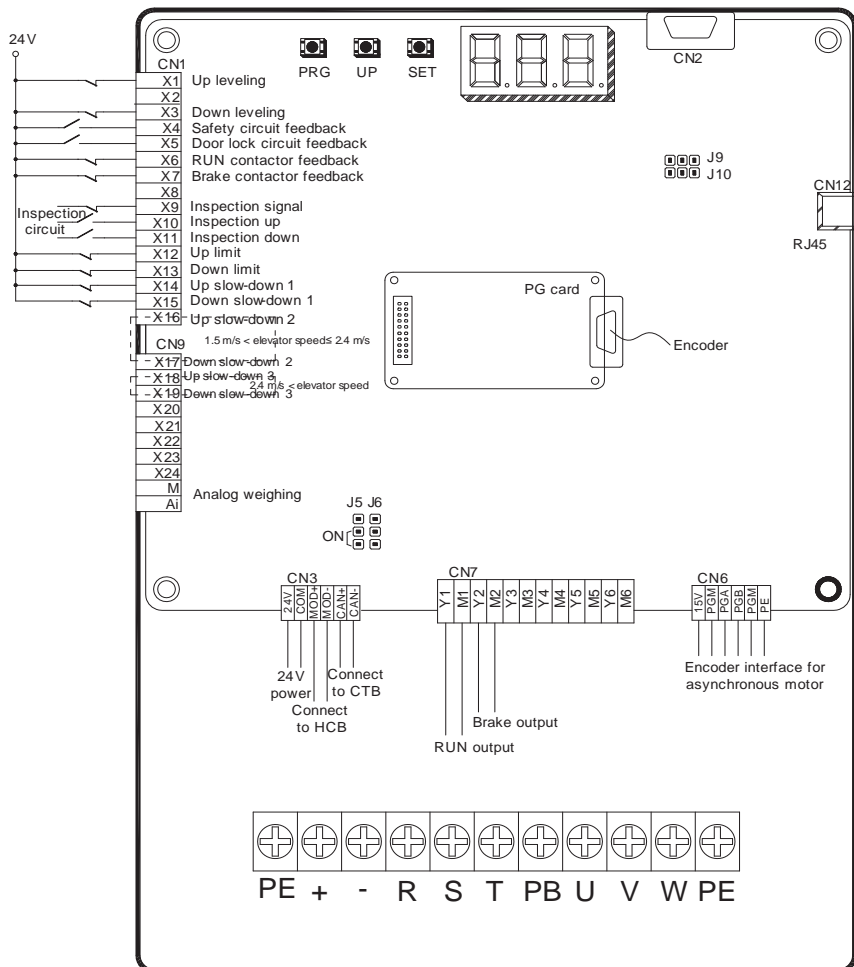 24V
CN1
PRG UP SET
CN2
X1 Up leveling
X2
X3 Down leveling
X4 Safety circuit feedback
X5 Door lock circuit feedback
X6 RUN contactor feedback
X7 Brake contactor feedback
X8
X9 Inspection signal
X10 Inspection up
X11 Inspection down
X12 Up limit
X13 Down limit
X14 Up slow-down 1
X15 Down slow-down 1
X16 Up slow-down 2
Inspection
circuit
J9
J10
CN12
RJ45
PG card
Encoder
1.5 m/s < elevator speed≤ 2.4 m/s
CN9
X17 Down slow-down 2
X18 Up slow-down 3
2.4 m/s < elevator speed
X19 Down slow-down 3
X20
X21
X22
X23
X24
M
Ai
Analog weighing
J5 J6
ON
CN3
24V COM MOD+ MOD- CAN+ CAN-
24V
power
Connect
to HCB
Connect
to CTB
CN7
Y1 M1 Y2 M2 Y3 M3 Y4 M4 Y5 M5 Y6 M6
Brake output
RUN output
CN6
15V PGM PGA PGB PGM PE
Encoder interface for
asynchronous motor
PE + - R S T PB U V W PE